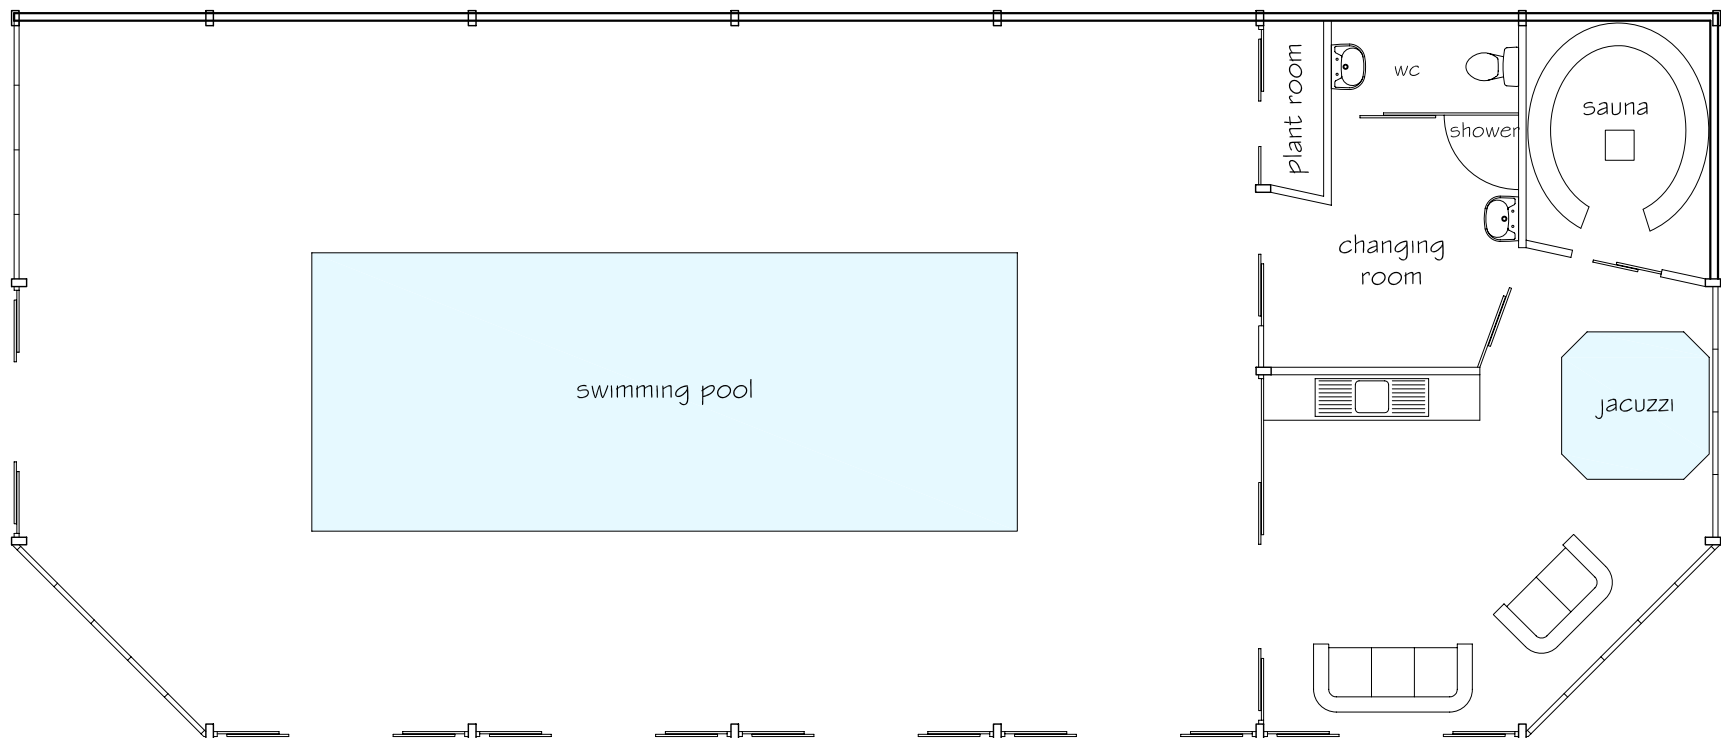 plant room
wc
sauna
shower
changing
room
swimming pool
jacuzzi